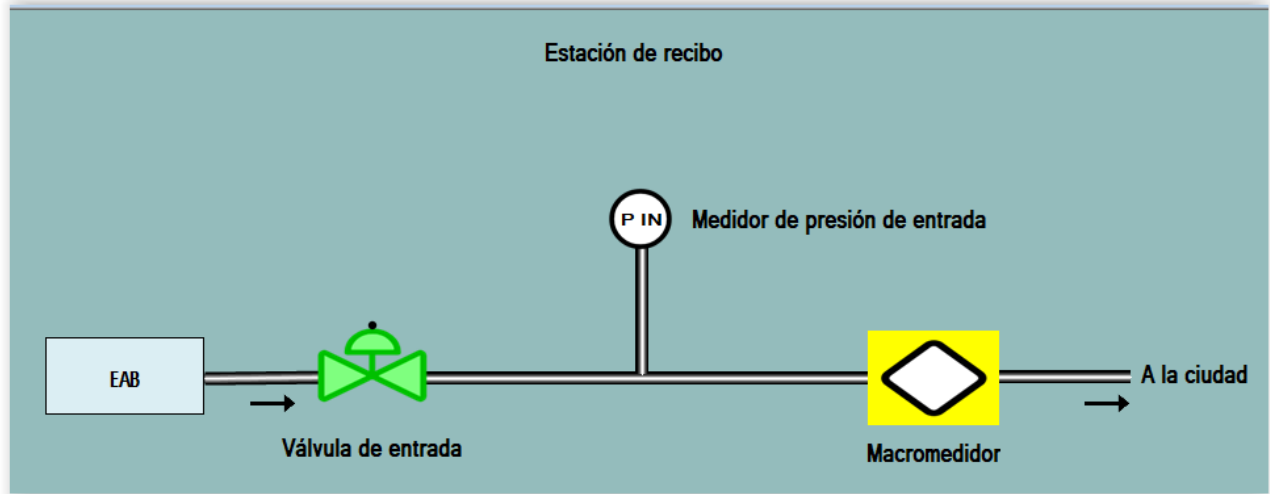 Estación de recibo
P IN
Medidor de presión de entrada
EAB
A la ciudad
Válvula de entrada
Macromedidor